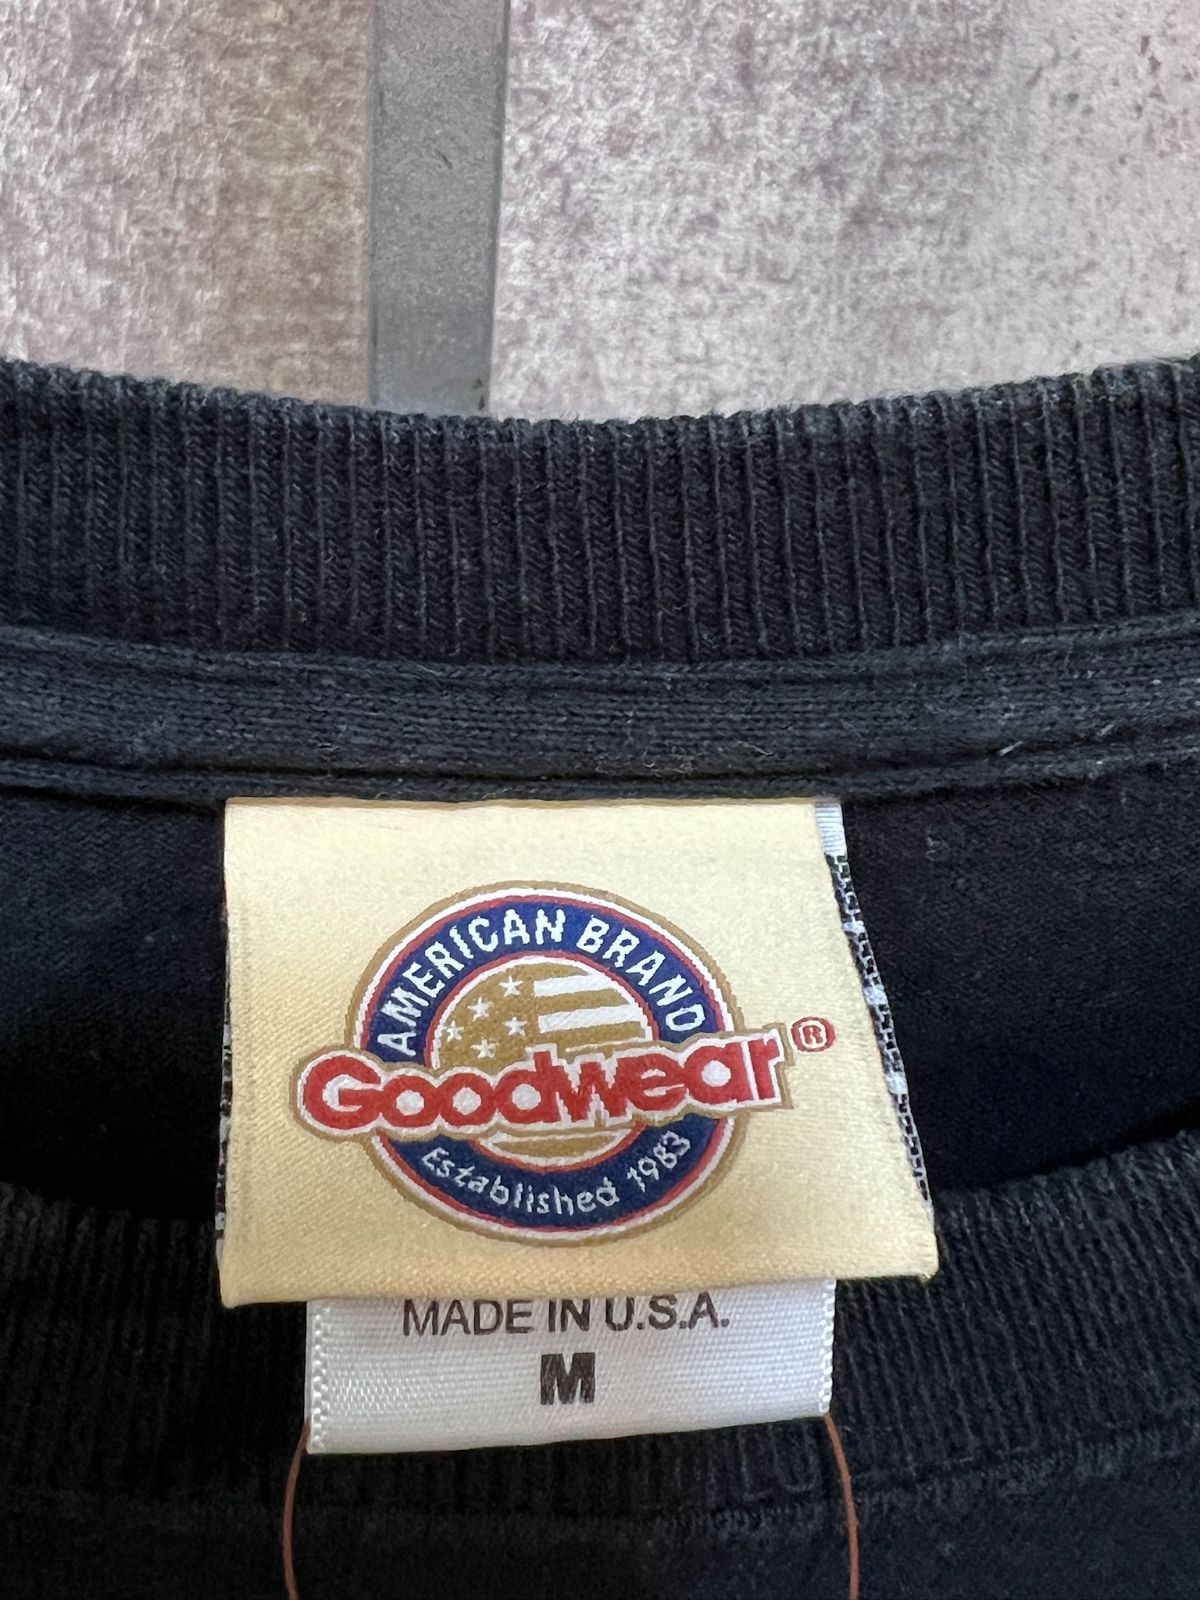 AMERICAN BRAND
Goodwear®
Established 1983
MADE IN U.S.A.
M